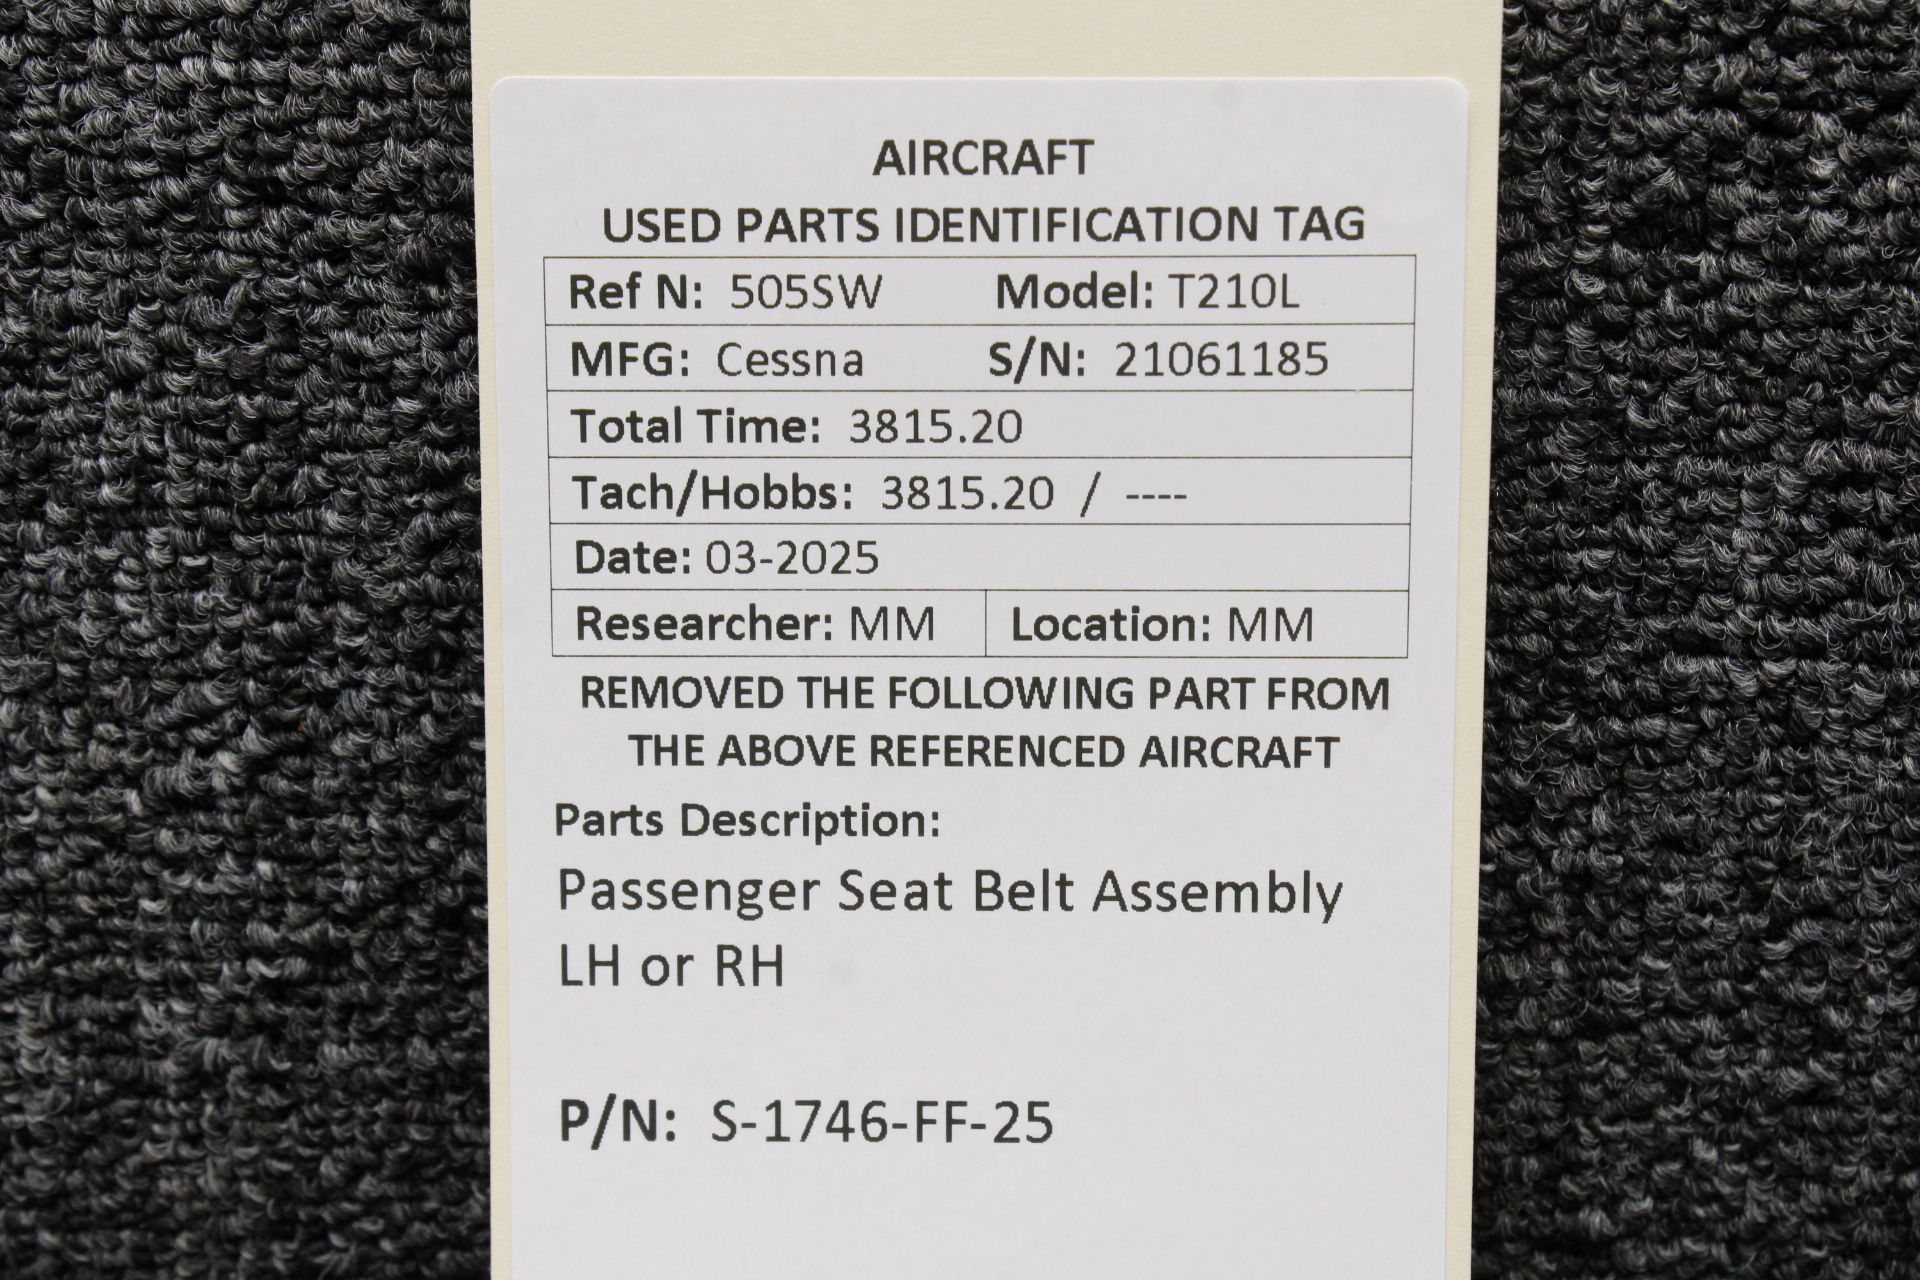 AIRCRAFT
USED PARTS IDENTIFICATION TAG
Ref N: 505SW Model: T210L
MFG: Cessna S/N: 21061185
Total Time: 3815.20
Tach/Hobbs: 3815.20 / ----
Date: 03-2025
Researcher: MM Location: MM
REMOVED THE FOLLOWING PART FROM
THE ABOVE REFERENCED AIRCRAFT
Parts Description:
Passenger Seat Belt Assembly
LH or RH
P/N: S-1746-FF-25